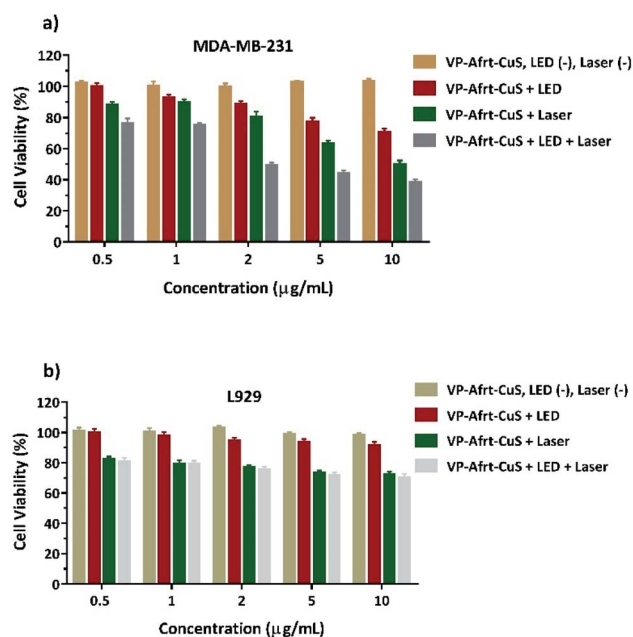 a)
MDA-MB-231
VP-Afrt-CuS, LED (-), Laser (-)
VP-Afrt-CuS + LED
VP-Afrt-CuS + Laser
VP-Afrt-CuS + LED + Laser
Cell Viability (%)
120
100
80
60
40
20
0
0.5 1 2 5 10
Concentration (μg/mL)
b)
L929
VP-Afrt-CuS, LED (-), Laser (-)
VP-Afrt-CuS + LED
VP-Afrt-CuS + Laser
VP-Afrt-CuS + LED + Laser
Cell Viability (%)
120
100
80
60
40
20
0
0.5 1 2 5 10
Concentration (μg/mL)